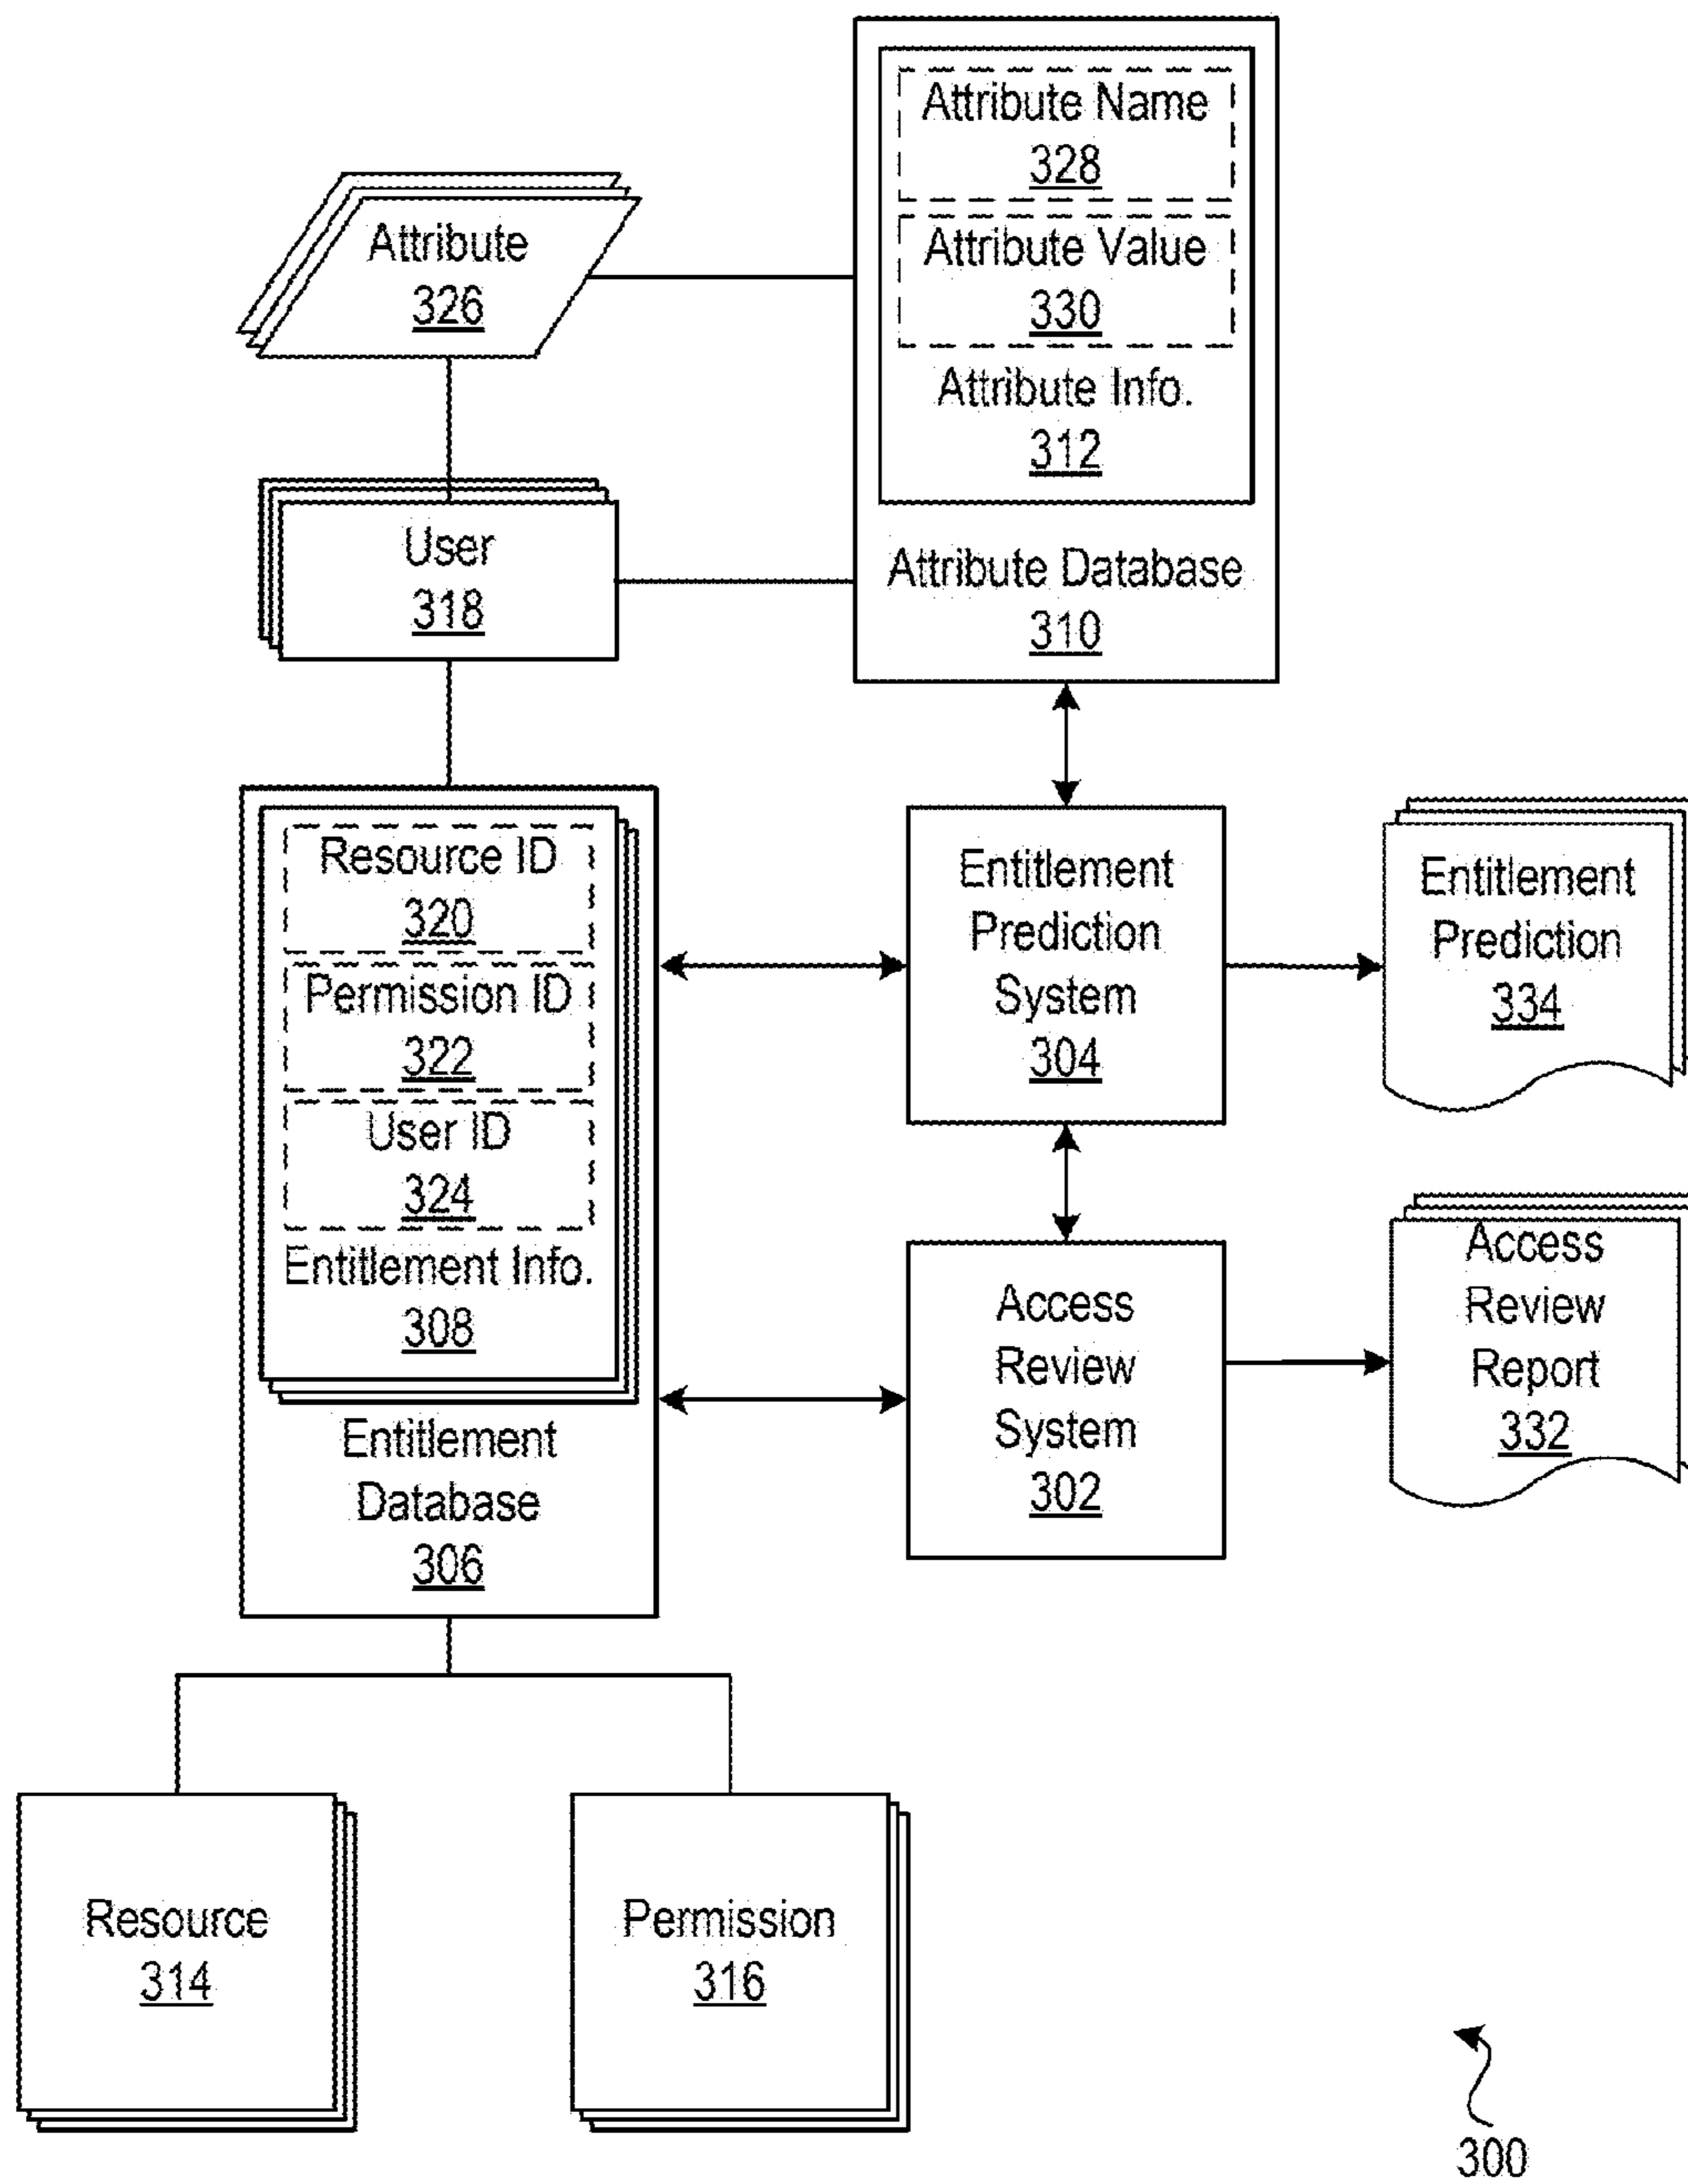 Attribute Name
328
Attribute Value
330
Attribute Info.
312
Attribute Database
310
Attribute
326
User
318
Resource ID
320
Permission ID
322
User ID
324
Entitlement Info.
308
Entitlement
Database
306
Entitlement
Prediction
System
304
Entitlement
Prediction
334
Access
Review
System
302
Access
Review
Report
332
Resource
314
Permission
316
300